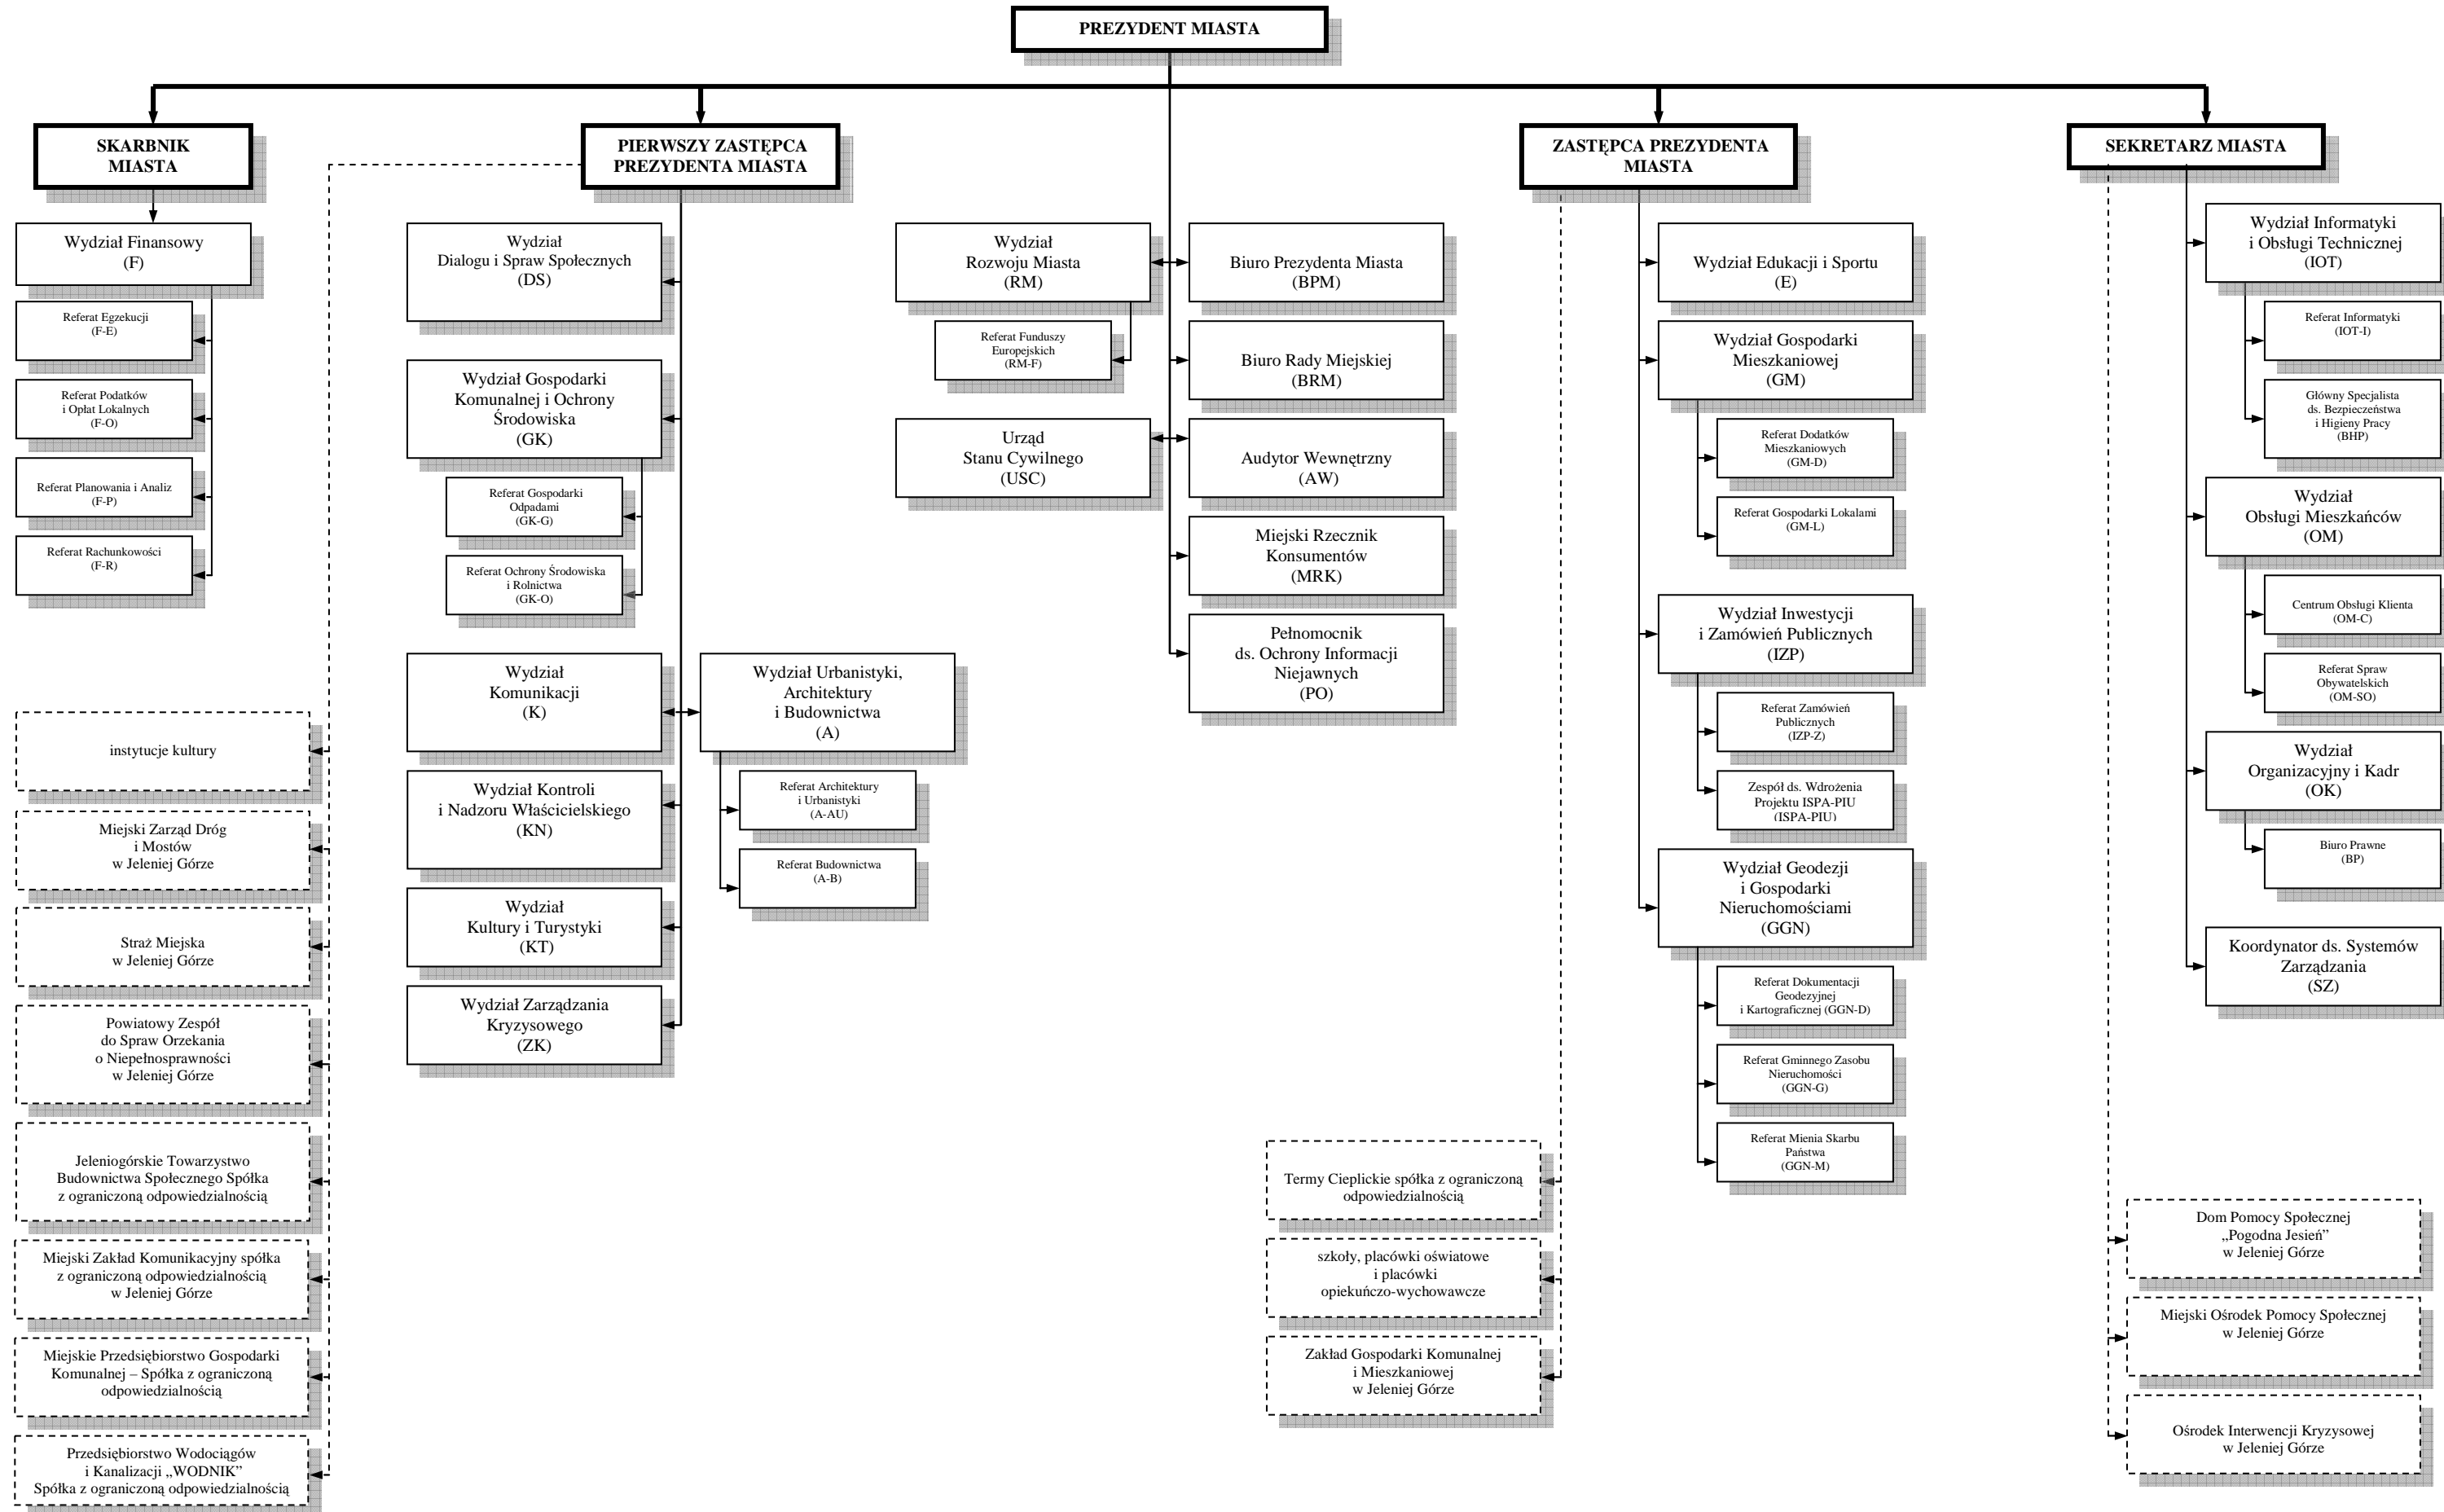 PREZYDENT MIASTA
SKARBNIK
MIASTA
PIERWSZY ZASTĘPCA
PREZYDENTA MIASTA
ZASTĘPCA PREZYDENTA
MIASTA
SEKRETARZ MIASTA
Wydział Finansowy
(F)
Referat Egzekucji
(F-E)
Referat Podatków
i Opłat Lokalnych
(F-O)
Referat Planowania i Analiz
(F-P)
Referat Rachunkowości
(F-R)
instytucje kultury
Miejski Zarząd Dróg
i Mostów
w Jeleniej Górze
Straż Miejska
w Jeleniej Górze
Powiatowy Zespół
do Spraw Orzekania
o Niepełnosprawności
w Jeleniej Górze
Jeleniogórskie Towarzystwo
Budownictwa Społecznego Spółka
z ograniczoną odpowiedzialnością
Miejski Zakład Komunikacyjny spółka
z ograniczoną odpowiedzialnością
w Jeleniej Górze
Miejskie Przedsiębiorstwo Gospodarki
Komunalnej – Spółka z ograniczoną
odpowiedzialnością
Przedsiębiorstwo Wodociągów
i Kanalizacji „WODNIK”
Spółka z ograniczoną odpowiedzialnością
Wydział
Dialogu i Spraw Społecznych
(DS)
Wydział Gospodarki
Komunalnej i Ochrony
Środowiska
(GK)
Referat Gospodarki
Odpadami
(GK-G)
Referat Ochrony Środowiska
i Rolnictwa
(GK-O)
Wydział
Komunikacji
(K)
Wydział Kontroli
i Nadzoru Właścicielskiego
(KN)
Wydział
Kultury i Turystyki
(KT)
Wydział Zarządzania
Kryzysowego
(ZK)
Wydział Urbanistyki,
Architektury
i Budownictwa
(A)
Referat Architektury
i Urbanistyki
(A-AU)
Referat Budownictwa
(A-B)
Wydział
Rozwoju Miasta
(RM)
Referat Funduszy
Europejskich
(RM-F)
Urząd
Stanu Cywilnego
(USC)
Biuro Prezydenta Miasta
(BPM)
Biuro Rady Miejskiej
(BRM)
Audytor Wewnętrzny
(AW)
Miejski Rzecznik
Konsumentów
(MRK)
Pełnomocnik
ds. Ochrony Informacji
Niejawnych
(PO)
Wydział Edukacji i Sportu
(E)
Wydział Gospodarki
Mieszkaniowej
(GM)
Referat Dodatków
Mieszkaniowych
(GM-D)
Referat Gospodarki Lokalami
(GM-L)
Wydział Inwestycji
i Zamówień Publicznych
(IZP)
Referat Zamówień
Publicznych
(IZP-Z)
Zespół ds. Wdrożenia
Projektu ISPA-PIU
(ISPA-PIU)
Wydział Geodezji
i Gospodarki
Nieruchomościami
(GGN)
Referat Dokumentacji
Geodezyjnej
i Kartograficznej (GGN-D)
Referat Gminnego Zasobu
Nieruchomości
(GGN-G)
Referat Mienia Skarbu
Państwa
(GGN-M)
Termy Cieplickie spółka z ograniczoną
odpowiedzialnością
szkoły, placówki oświatowe
i placówki
opiekuńczo-wychowawcze
Zakład Gospodarki Komunalnej
i Mieszkaniowej
w Jeleniej Górze
Wydział Informatyki
i Obsługi Technicznej
(IOT)
Referat Informatyki
(IOT-I)
Główny Specjalista
ds. Bezpieczeństwa
i Higieny Pracy
(BHP)
Wydział
Obsługi Mieszkańców
(OM)
Centrum Obsługi Klienta
(OM-C)
Referat Spraw
Obywatelskich
(OM-SO)
Wydział
Organizacyjny i Kadr
(OK)
Biuro Prawne
(BP)
Koordynator ds. Systemów
Zarządzania
(SZ)
Dom Pomocy Społecznej
„Pogodna Jesień”
w Jeleniej Górze
Miejski Ośrodek Pomocy Społecznej
w Jeleniej Górze
Ośrodek Interwencji Kryzysowej
w Jeleniej Górze